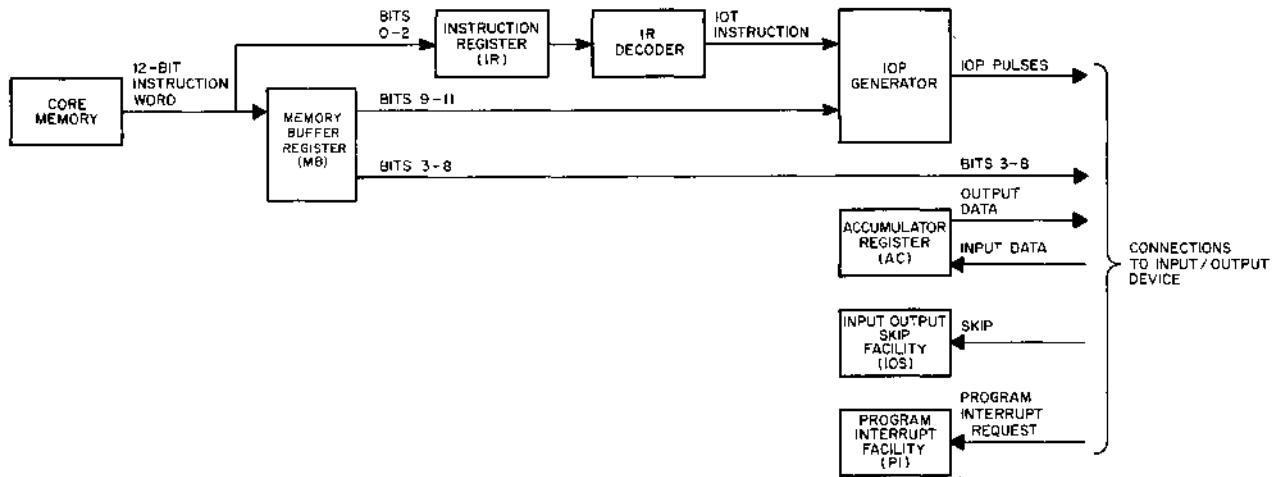 BITS
0-2
INSTRUCTION
REGISTER
(IR)
IR
DECODER
IOT
INSTRUCTION
IOP
GENERATOR
IOP PULSES
12-BIT
INSTRUCTION
WORD
CORE
MEMORY
MEMORY
BUFFER
REGISTER
(MB)
BITS 9-11
BITS 3-8
BITS 3-8
OUTPUT
DATA
ACCUMULATOR
REGISTER
(AC)
INPUT DATA
CONNECTIONS
TO INPUT/OUTPUT
DEVICE
INPUT OUTPUT
SKIP
FACILITY
(IOS)
SKIP
PROGRAM
INTERRUPT
FACILITY
(PI)
PROGRAM
INTERRUPT
REQUEST